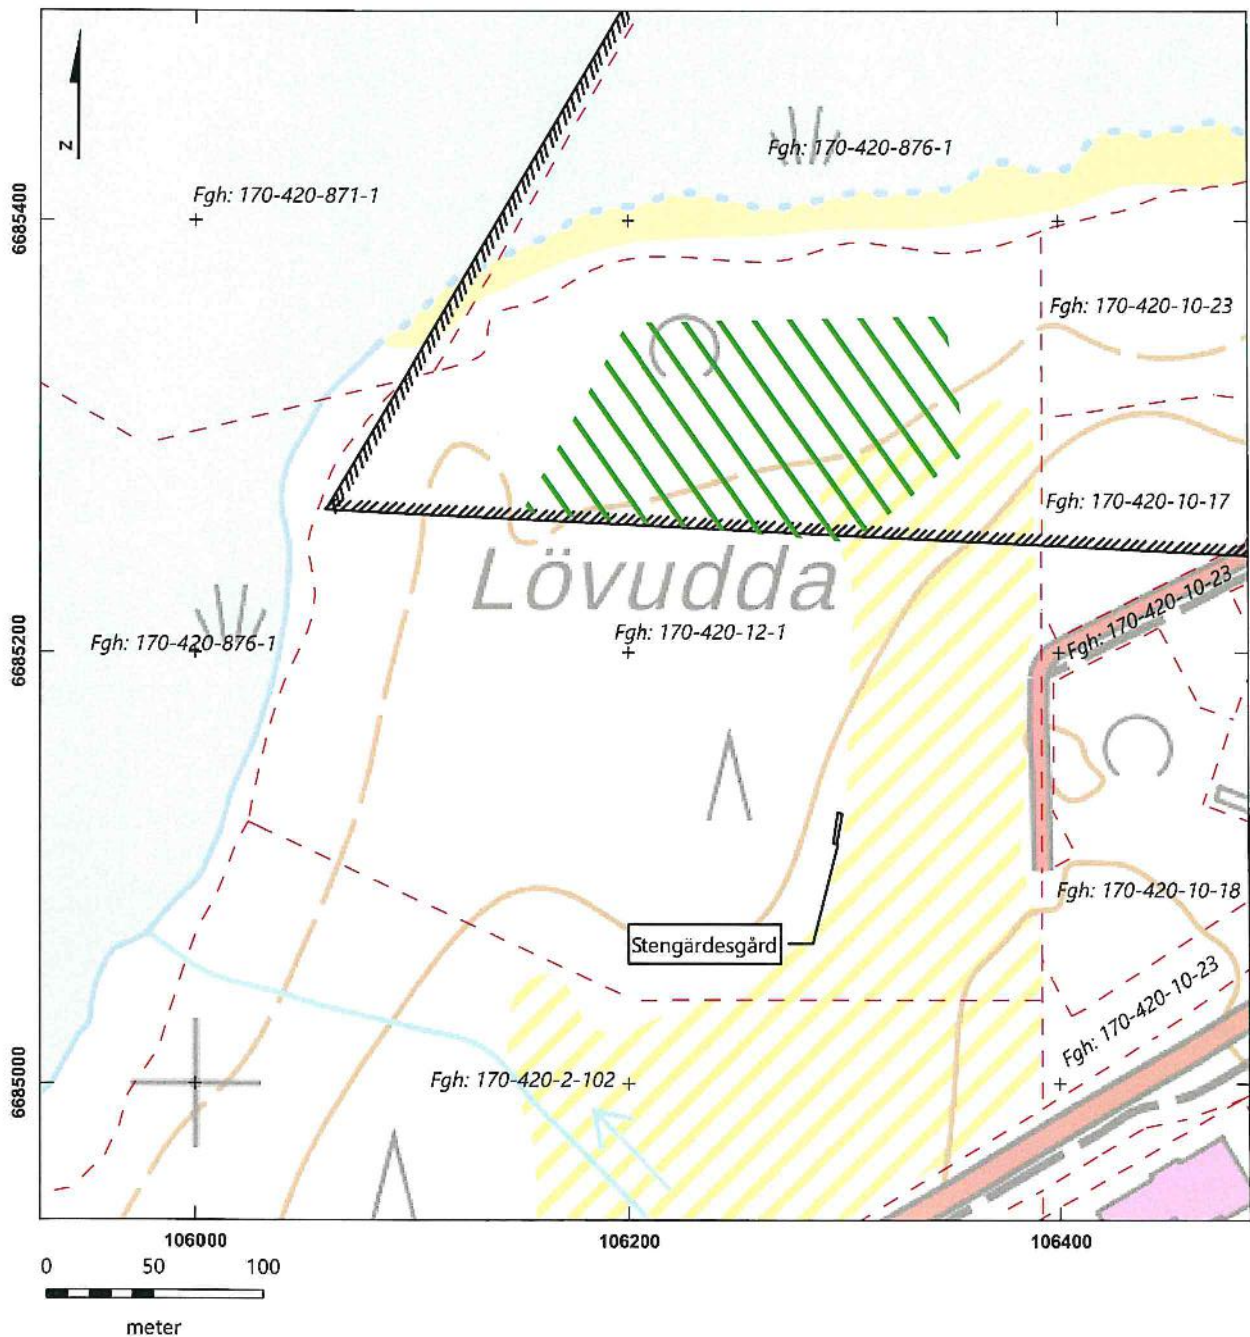 Z
Fgh: 170-420-876-1
Fgh: 170-420-871-1
6685400
Fgh: 170-420-10-23
Fgh: 170-420-10-17
Lövudda
Fgh: 170-420-10-23
Fgh: 170-420-12-1
Fgh: 170-420-876-1
6685200
Fgh: 170-420-10-18
Stengärdesgård
Fgh: 170-420-10-23
Fgh: 170-420-2-102
6685000
106000
106200
106400
0 50 100
meter